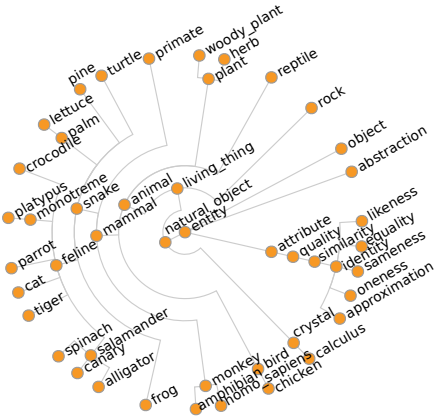 woody_plant
primate
herb
turtle
plant
pine
reptile
rock
lettuce
palm
object
crocodile
abstraction
living_thing
animal
snake
monotreme
platypus
natural_object
entity
mammal
likeness
attribute
quality
similarity
equality
identity
sameness
feline
parrot
cat
tiger
oneness
approximation
crystal
calculus
spinach
salamander
canary
alligator
monkey
bird
amphibian
homo_sapiens
chicken
frog